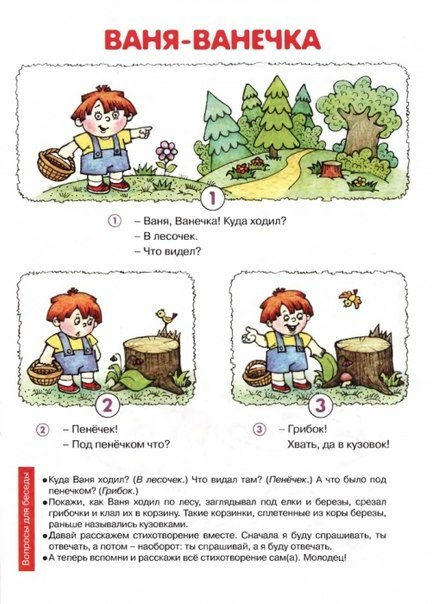 ВАНЯ-ВАНЕЧКА
1
1 – Ваня, Ванечка! Куда ходил?
– В лесочек.
– Что видел?
2
2 – Пенёчек!
– Под пенёчком что?
3
3 – Грибок!
Хвать, да в кузовок!
Вопросы для беседы
•Куда Ваня ходил? (В лесочек.) Что видал там? (Пенёчек.) А что было под
пенечком? (Грибок.)
•Покажи, как Ваня ходил по лесу, заглядывал под елки и березы, срезал
грибочки и клал их в корзину. Такие корзинки, сплетенные из коры березы,
раньше назывались кузовками.
•Давай расскажем стихотворение вместе. Сначала я буду спрашивать, ты
отвечать, а потом – наоборот: ты спрашивай, а я буду отвечать.
•А теперь вспомни и расскажи всё стихотворение сам(а). Молодец!